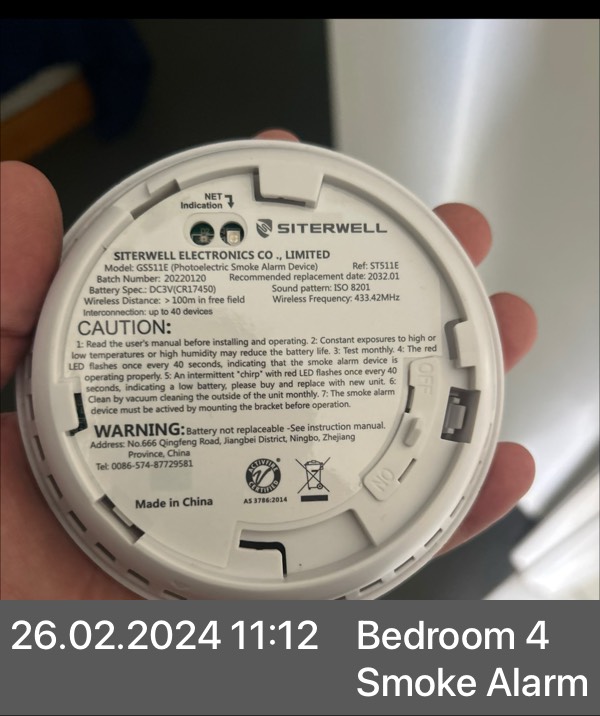 NET
Indication
SITERWELL
SITERWELL ELECTRONICS CO ., LIMITED
Model: GS511E (Photoelectric Smoke Alarm Device) Ref: ST511E
Batch Number: 20220120 Recommended replacement date: 2032.01
Battery Spec.: DC3V(CR17450) Sound pattern: ISO 8201
Wireless Distance: >100m in free field Wireless Frequency: 433.42MHz
Interconnection: up to 40 devices
CAUTION:
1: Read the user's manual before installing and operating. 2: Constant exposures to high or
low temperatures or high humidity may reduce the battery life. 3: Test monthly. 4: The red
LED flashes once every 40 seconds, indicating that the smoke alarm device is
operating properly. 5: An intermittent "chirp" with red LED flashes once every 40
seconds, indicating a low battery, please buy and replace with new unit. 6:
Clean by vacuum cleaning the outside of the unit monthly. 7: The smoke alarm
device must be actived by mounting the bracket before operation.
OFF
WARNING: Battery not replaceable -See instruction manual.
Address: No.666 Qingfeng Road, Jiangbei District, Ningbo, Zhejiang
Province, China
Tel: 0086-574-87729581
ON
ACTIVFIRE
CERTIFIED
Made in China
AS 3786:2014
26.02.2024 11:12 Bedroom 4
Smoke Alarm